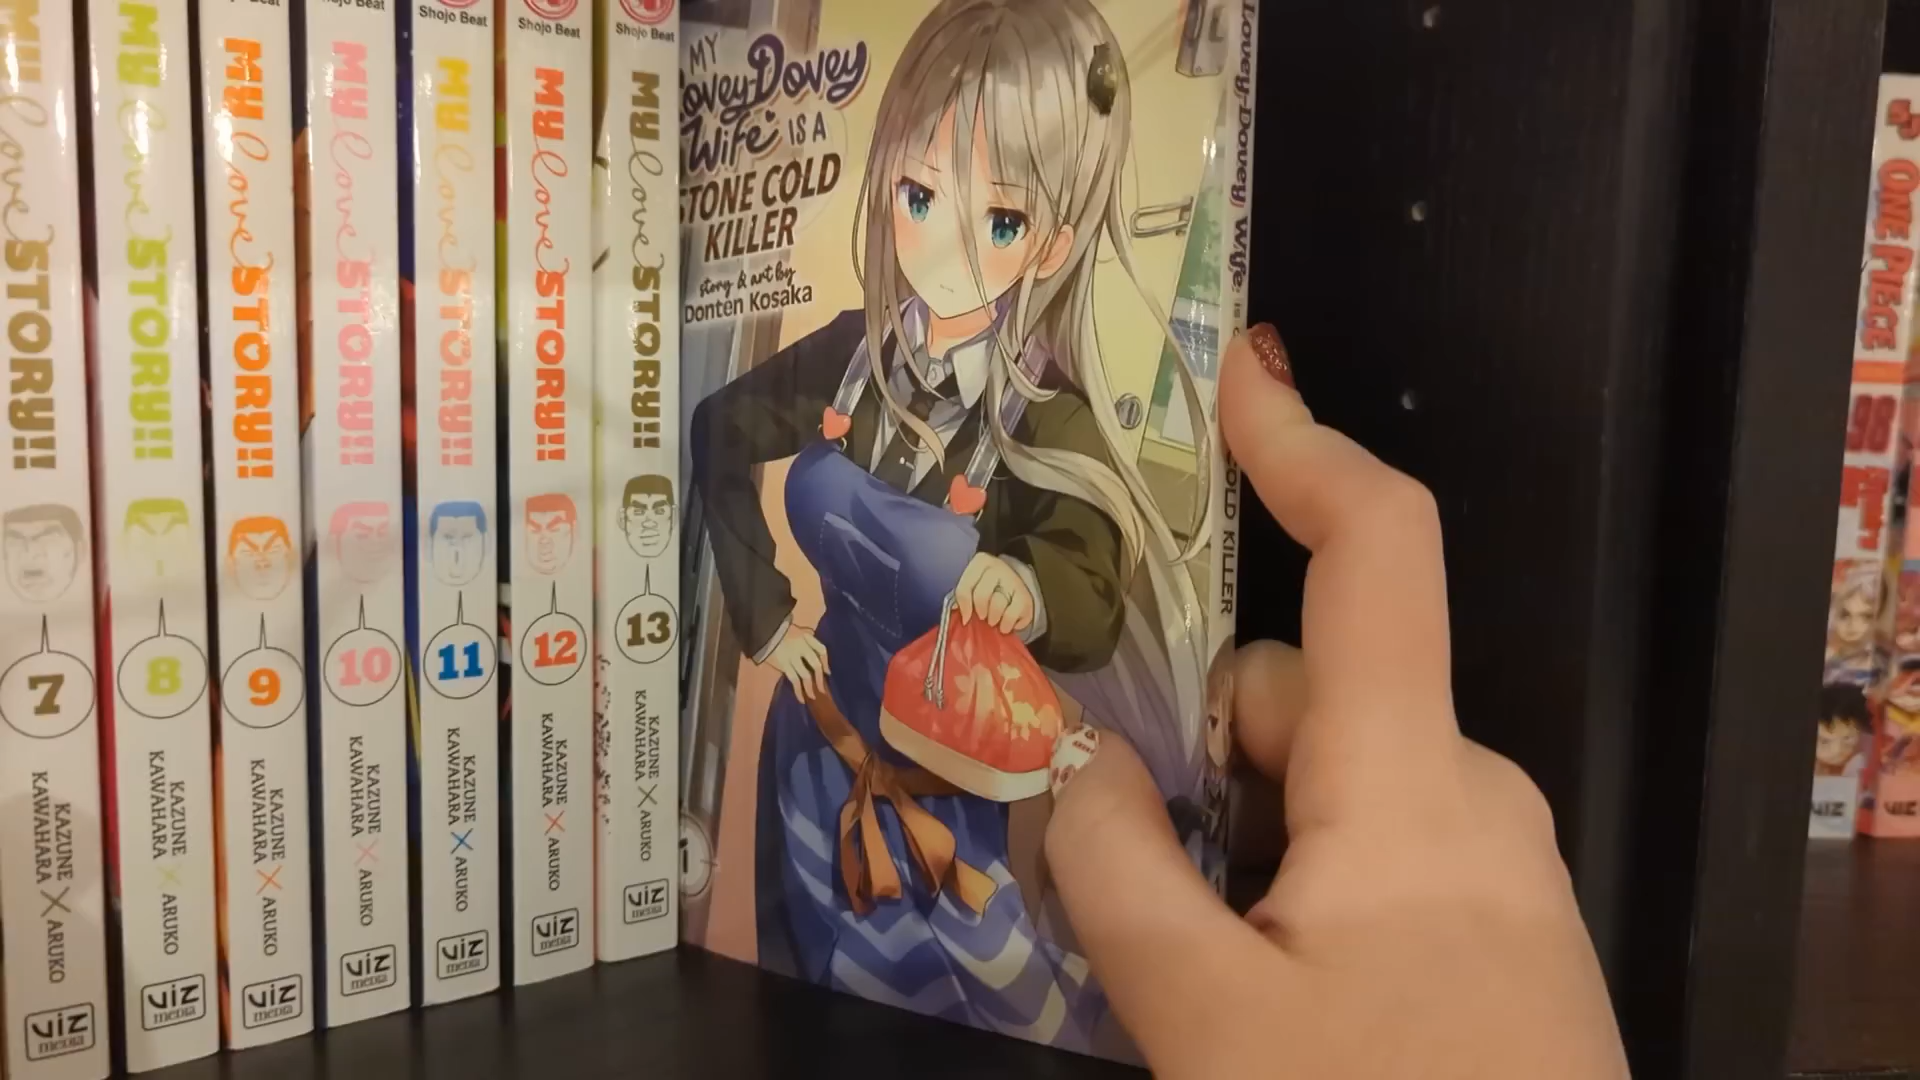 MY love STORY!!
7
KAZUNE KAWAHARA X ARUKO
VIZ media
MY love STORY!!
8
KAZUNE KAWAHARA X ARUKO
VIZ media
MY love STORY!!
9
KAZUNE KAWAHARA X ARUKO
VIZ media
Shojo Beat
MY love STORY!!
10
KAZUNE KAWAHARA X ARUKO
VIZ media
Shojo Beat
MY love STORY!!
11
KAZUNE KAWAHARA X ARUKO
VIZ media
Shojo Beat
MY love STORY!!
12
KAZUNE KAWAHARA X ARUKO
VIZ media
Shojo Beat
MY love STORY!!
13
KAZUNE KAWAHARA X ARUKO
VIZ media
MY
Lovey-Dovey
Wife IS A
STONE COLD
KILLER
story & art by
Donten Kosaka
1
Lovey-Dovey Wife IS COLD KILLER
ONE PIECE
VIZ
VIZ